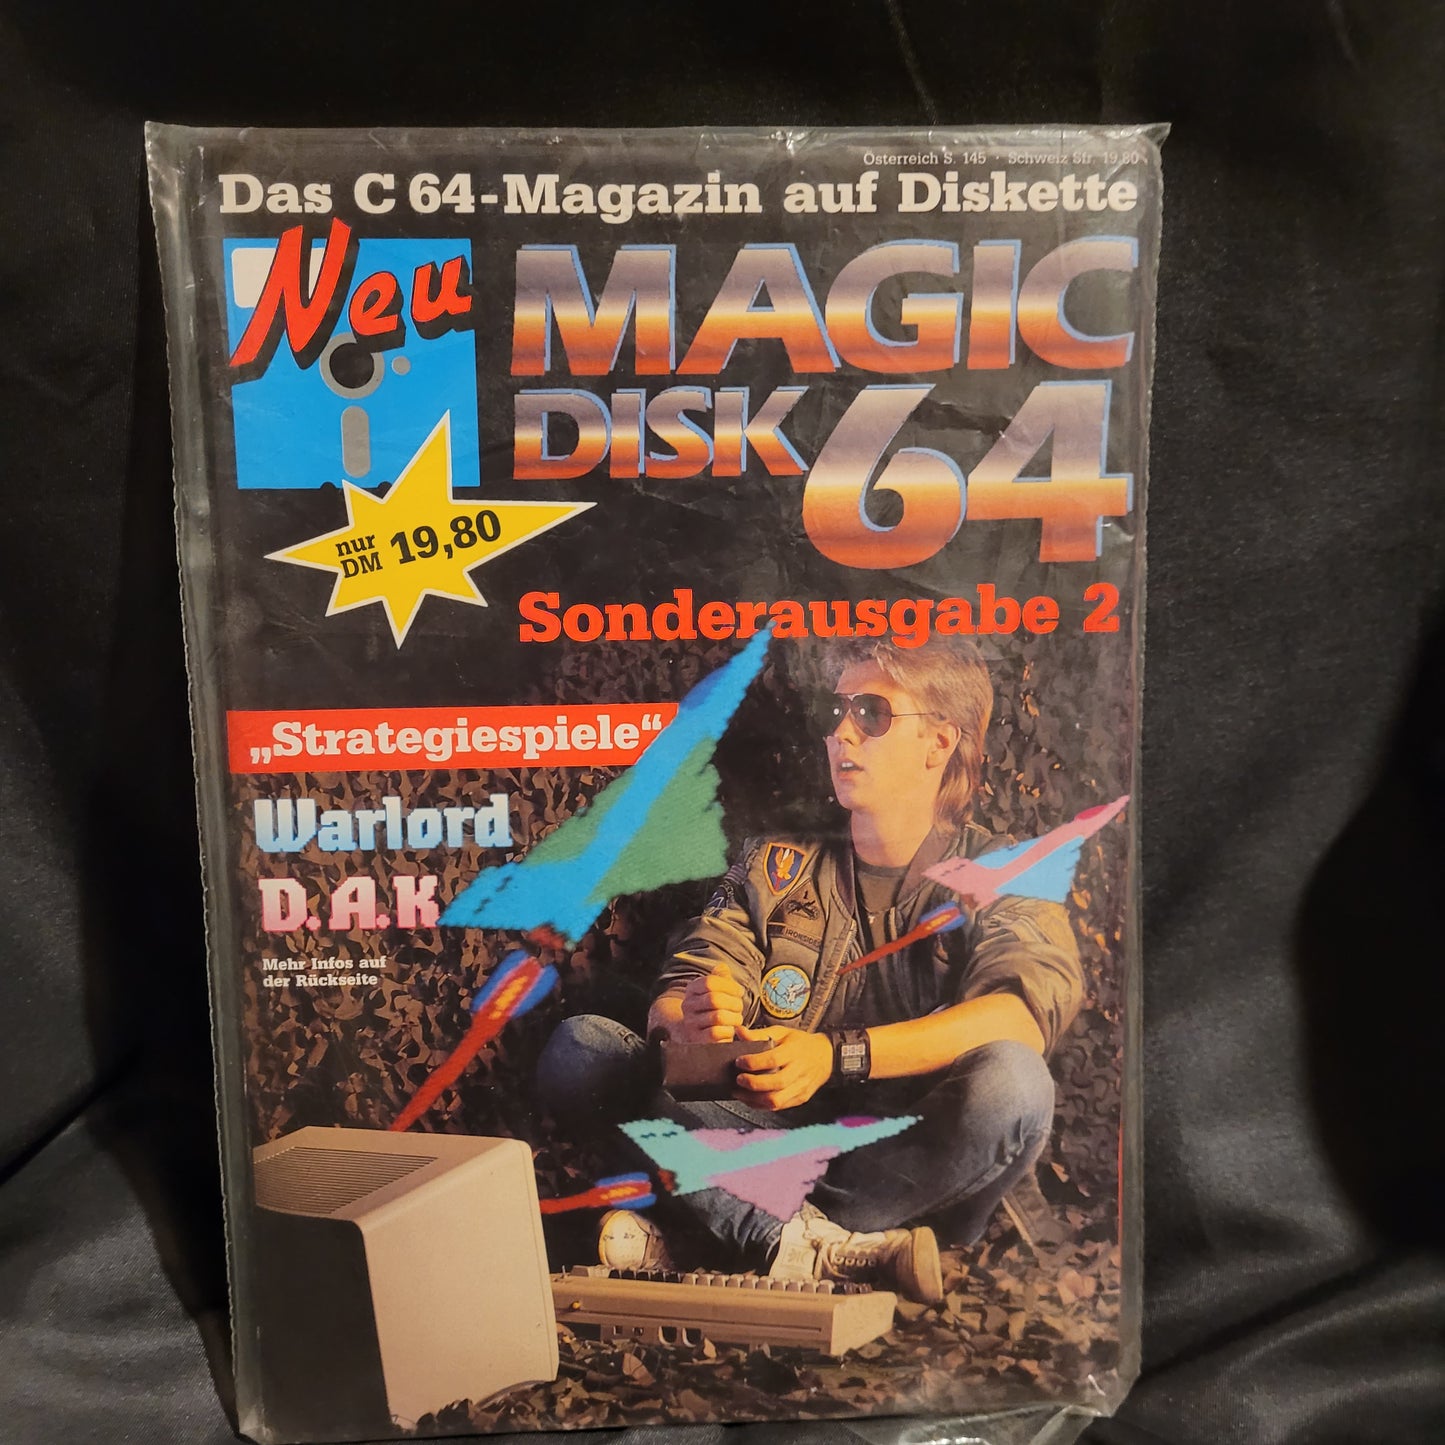 Österreich S. 145 · Schweiz Sfr. 19,80
Das C 64-Magazin auf Diskette
Neu
MAGIC
DISK 64
nur
DM 19,80
Sonderausgabe 2
„Strategiespiele“
Warlord
D.A.K
Mehr Infos auf
der Rückseite